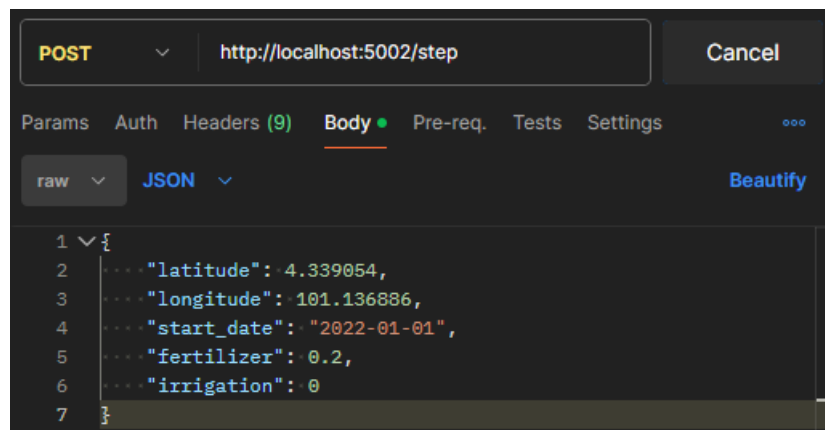 POST http://localhost:5002/step Cancel
Params Auth Headers (9) Body Pre-req. Tests Settings
raw JSON Beautify
1 {
2 "latitude": 4.339054,
3 "longitude": 101.136886,
4 "start_date": "2022-01-01",
5 "fertilizer": 0.2,
6 "irrigation": 0
7 }